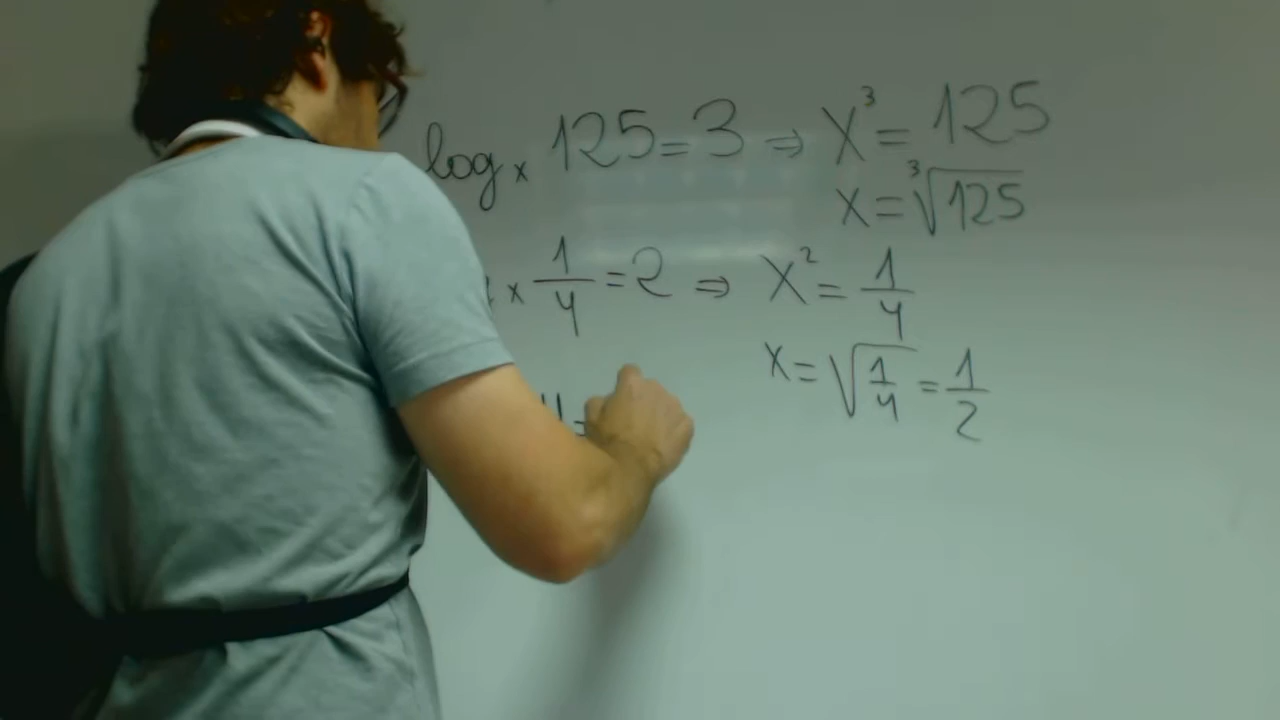 log x 125 = 3 ⇒ x³ = 125
x = ³√125
x 1/4 = 2 ⇒ x² = 1/4
x = √1/4 = 1/2